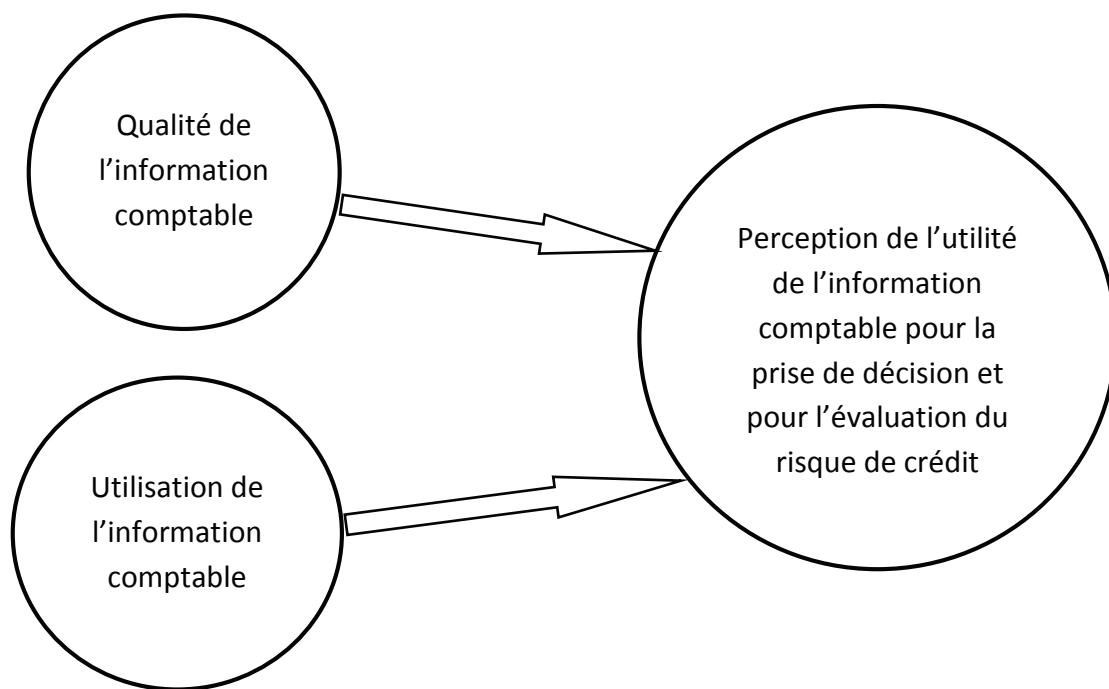 Qualité de
l’information
comptable
Perception de l’utilité
de l’information
comptable pour la
prise de décision et
pour l’évaluation du
risque de crédit
Utilisation de
l’information
comptable